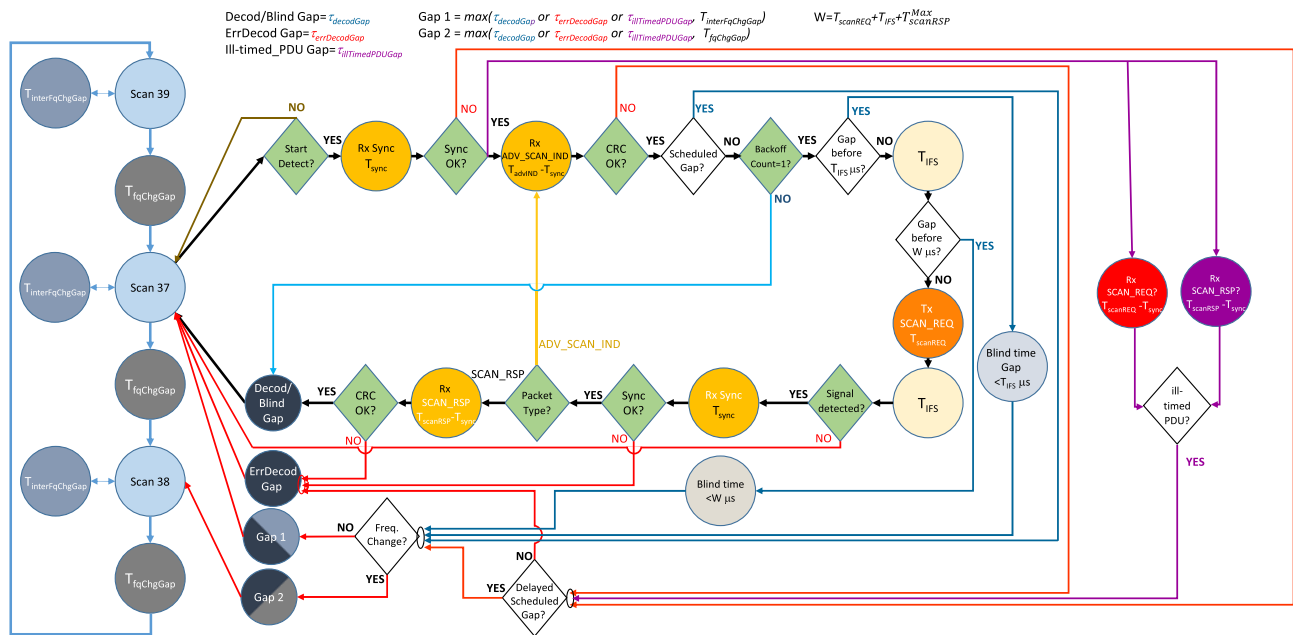 Decod/Blind Gap=τdecodGap
ErrDecod Gap=τerrDecodGap
Ill-timed_PDU Gap=τillTimedPDUGap
Gap 1 = max(τdecodGap or τerrDecodGap or τillTimedPDUGap, TinterFqChgGap)
Gap 2 = max(τdecodGap or τerrDecodGap or τillTimedPDUGap, TfqChgGap)
W=TscanREQ+TIFS+TscanRSP^Max
TinterFqChgGap
Scan 39
TfqChgGap
TinterFqChgGap
Scan 37
TfqChgGap
TinterFqChgGap
Scan 38
TfqChgGap
NO
Start
Detect?
YES
Rx Sync
Tsync
NO
Sync
OK?
YES
Rx
ADV_SCAN_IND
TadvIND -Tsync
NO
CRC
OK?
YES
YES
Scheduled
Gap?
NO
Backoff
Count=1?
NO
YES
YES
Gap
before
TIFS µs?
NO
TIFS
Gap
before
W µs?
YES
NO
Tx
SCAN_REQ
TscanREQ
TIFS
Blind time
Gap
<TIFS µs
Rx
SCAN_REQ?
TscanREQ -Tsync
Rx
SCAN_RSP?
TscanRSP -Tsync
ill-
timed
PDU?
YES
ADV_SCAN_IND
SCAN_RSP
Decod/
Blind
Gap
YES
CRC
OK?
NO
Rx
SCAN_RSP
TscanRSP-Tsync
Packet
Type?
YES
Sync
OK?
NO
Rx Sync
Tsync
YES
Signal
detected?
NO
ErrDecod
Gap
Blind time
<W µs
Gap 1
NO
Freq.
Change?
YES
Gap 2
NO
YES
Delayed
Scheduled
Gap?